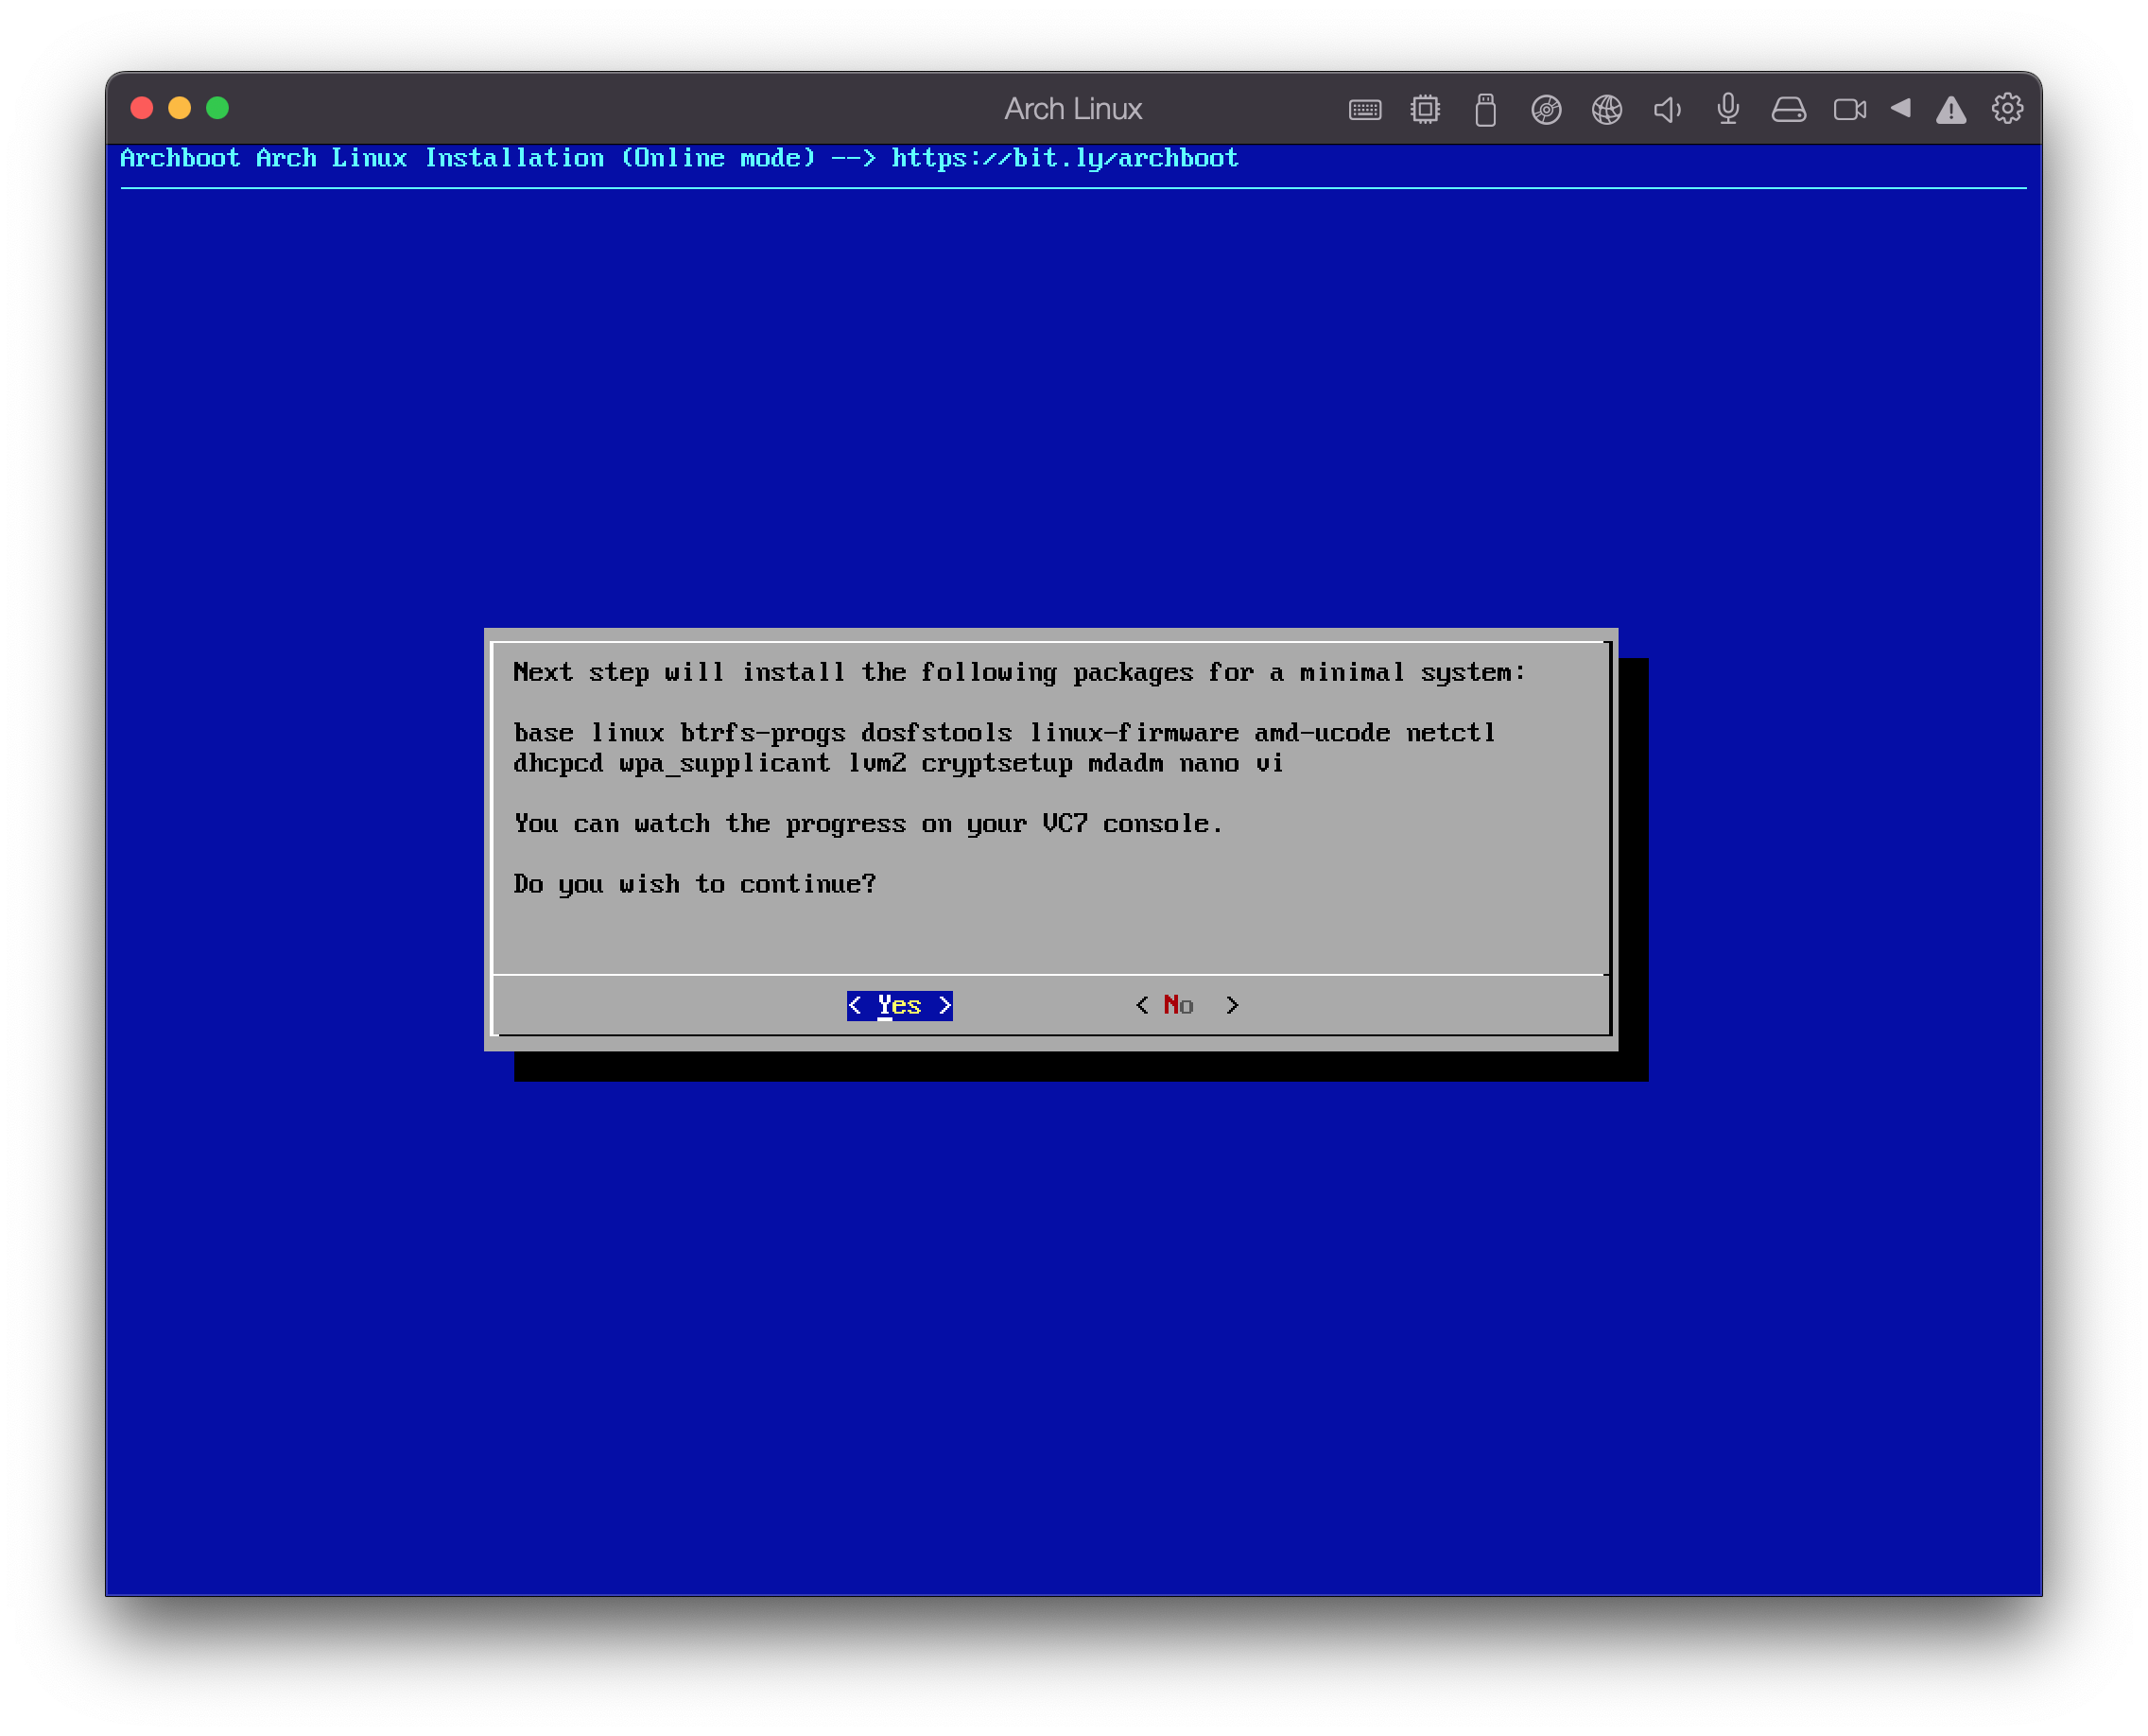 Arch Linux
Archboot Arch Linux Installation (Online mode) --> https://bit.ly/archboot
Next step will install the following packages for a minimal system:
base linux btrfs-progs dosfstools linux-firmware amd-ucode netctl
dhcpcd wpa_supplicant lvm2 cryptsetup mdadm nano vi
You can watch the progress on your VC7 console.
Do you wish to continue?
< Yes > < No >